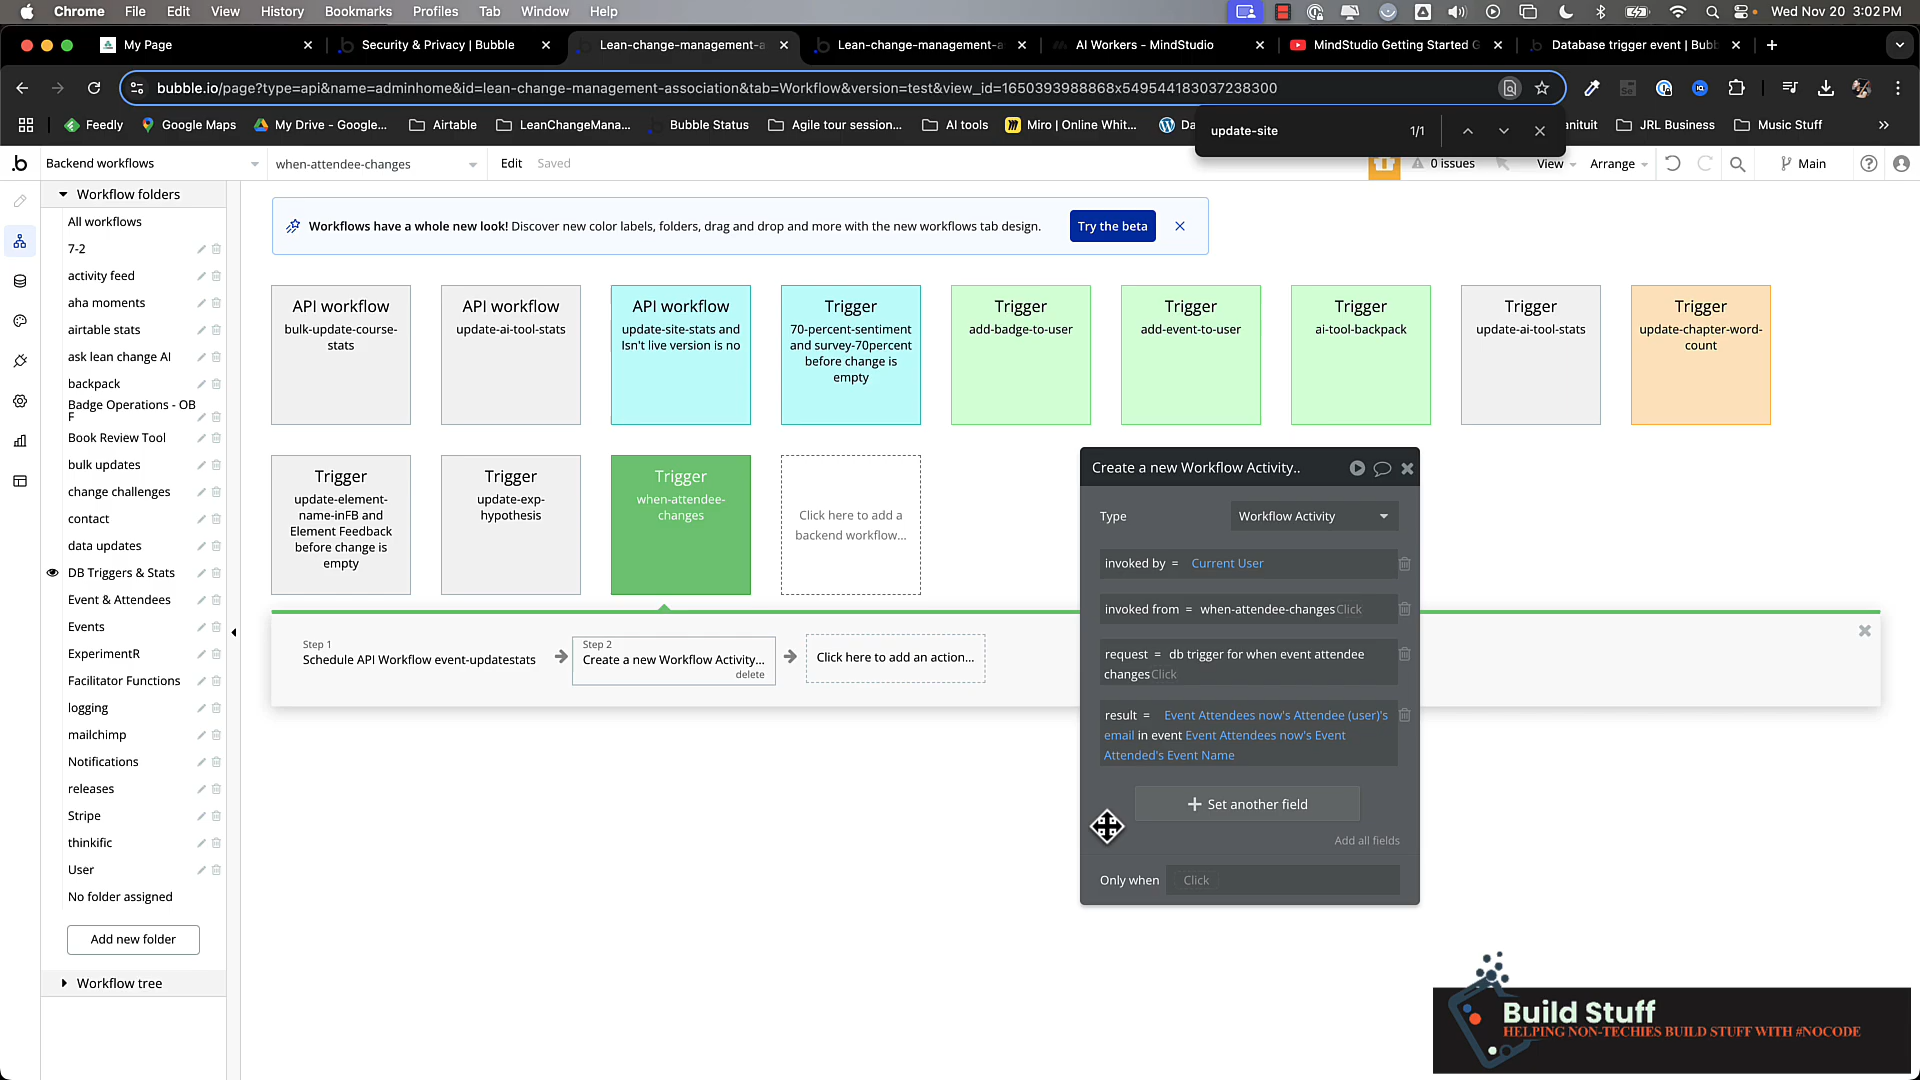 Chrome File Edit View History Bookmarks Profiles Tab Window Help Wed Nov 20 3:02 PM
My Page Security & Privacy | Bubble Lean-change-management-a Lean-change-management-a AI Workers - MindStudio MindStudio Getting Started G Database trigger event | Bubb
bubble.io/page?type=api&name=adminhome&id=lean-change-management-association&tab=Workflow&version=test&view_id=1650393988868x549544183037238300
Feedly Google Maps My Drive - Google... Airtable LeanChangeMana... Bubble Status Agile tour session... AI tools Miro | Online Whit... Da anituit JRL Business Music Stuff
update-site 1/1
Backend workflows when-attendee-changes Edit Saved 0 issues View Arrange Main
Workflow folders
All workflows
7-2
activity feed
aha moments
airtable stats
ask lean change AI
backpack
Badge Operations - OB
F
Book Review Tool
bulk updates
change challenges
contact
data updates
DB Triggers & Stats
Event & Attendees
Events
ExperimentR
Facilitator Functions
logging
mailchimp
Notifications
releases
Stripe
thinkific
User
No folder assigned
Add new folder
Workflow tree
Workflows have a whole new look! Discover new color labels, folders, drag and drop and more with the new workflows tab design. Try the beta
API workflow
bulk-update-course-
stats
API workflow
update-ai-tool-stats
API workflow
update-site-stats and
Isn't live version is no
Trigger
70-percent-sentiment
and survey-70percent
before change is
empty
Trigger
add-badge-to-user
Trigger
add-event-to-user
Trigger
ai-tool-backpack
Trigger
update-ai-tool-stats
Trigger
update-chapter-word-
count
Trigger
update-element-
name-inFB and
Element Feedback
before change is
empty
Trigger
update-exp-
hypothesis
Trigger
when-attendee-
changes
Click here to add a
backend workflow...
Step 1
Schedule API Workflow event-updatestats
Step 2
Create a new Workflow Activity...
delete
Click here to add an action...
Create a new Workflow Activity..
Type Workflow Activity
invoked by = Current User
invoked from = when-attendee-changesClick
request = db trigger for when event attendee
changesClick
result = Event Attendees now's Attendee (user)'s
email in event Event Attendees now's Event
Attended's Event Name
Set another field
Add all fields
Only when Click
Build Stuff
HELPING NON-TECHIES BUILD STUFF WITH #NOCODE